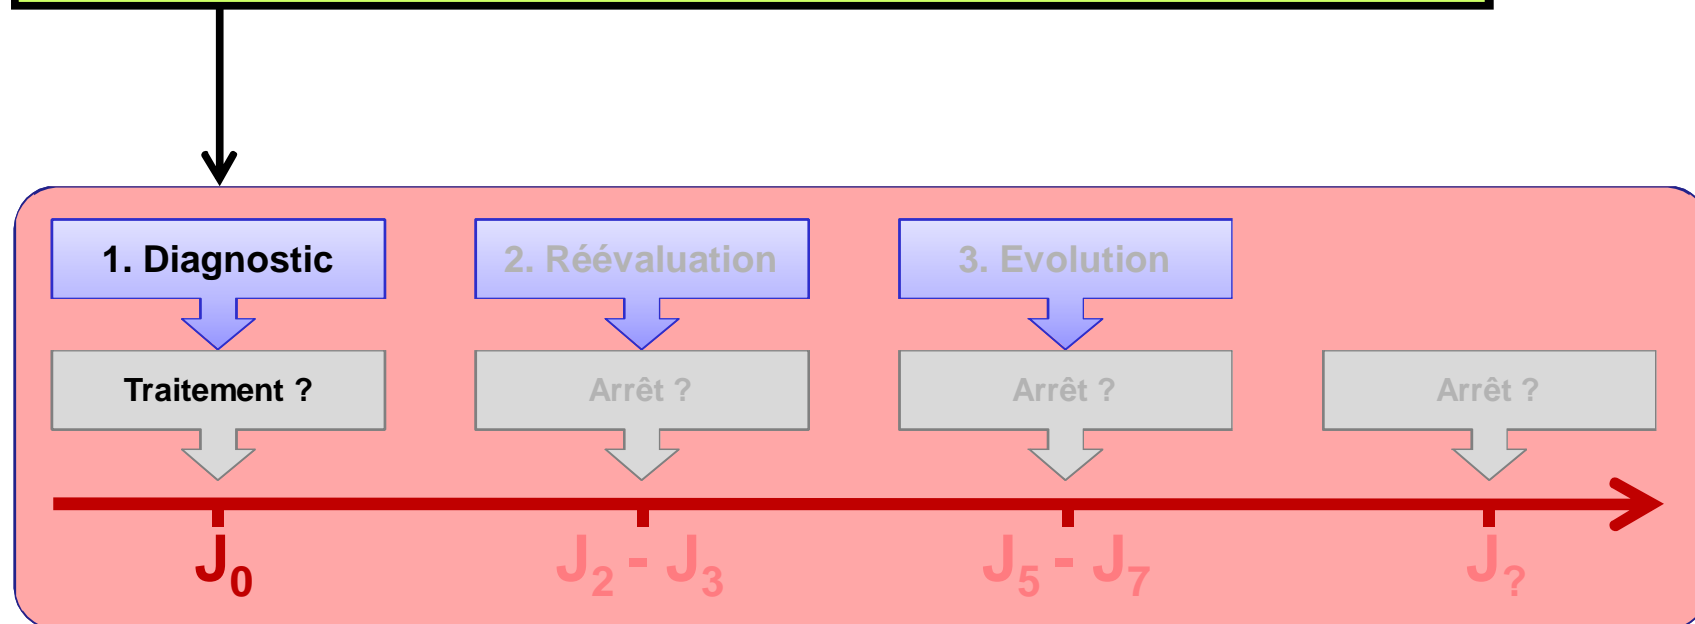 1. Diagnostic 2. Réévaluation 3. Evolution
Traitement ? Arrêt ? Arrêt ? Arrêt ?
J0 J2 - J3 J5 - J7 J?